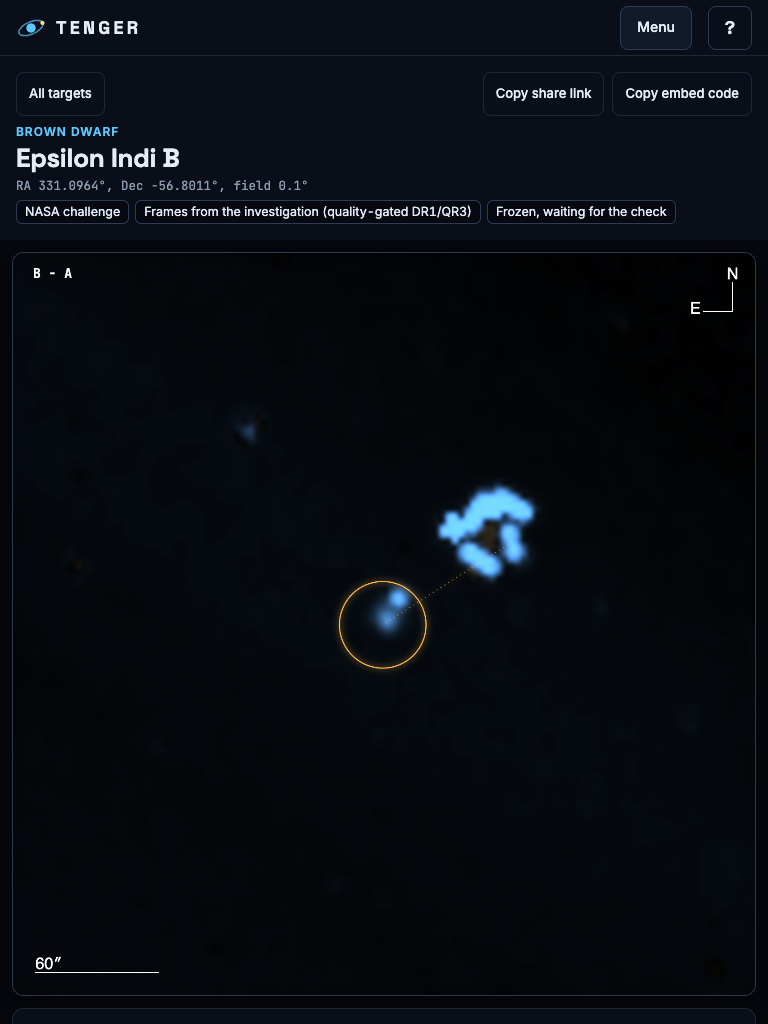 TENGER
Menu
?
All targets
Copy share link
Copy embed code
BROWN DWARF
Epsilon Indi B
RA 331.0964°, Dec -56.8011°, field 0.1°
NASA challenge
Frames from the investigation (quality-gated DR1/QR3)
Frozen, waiting for the check
B - A
N
E
60″